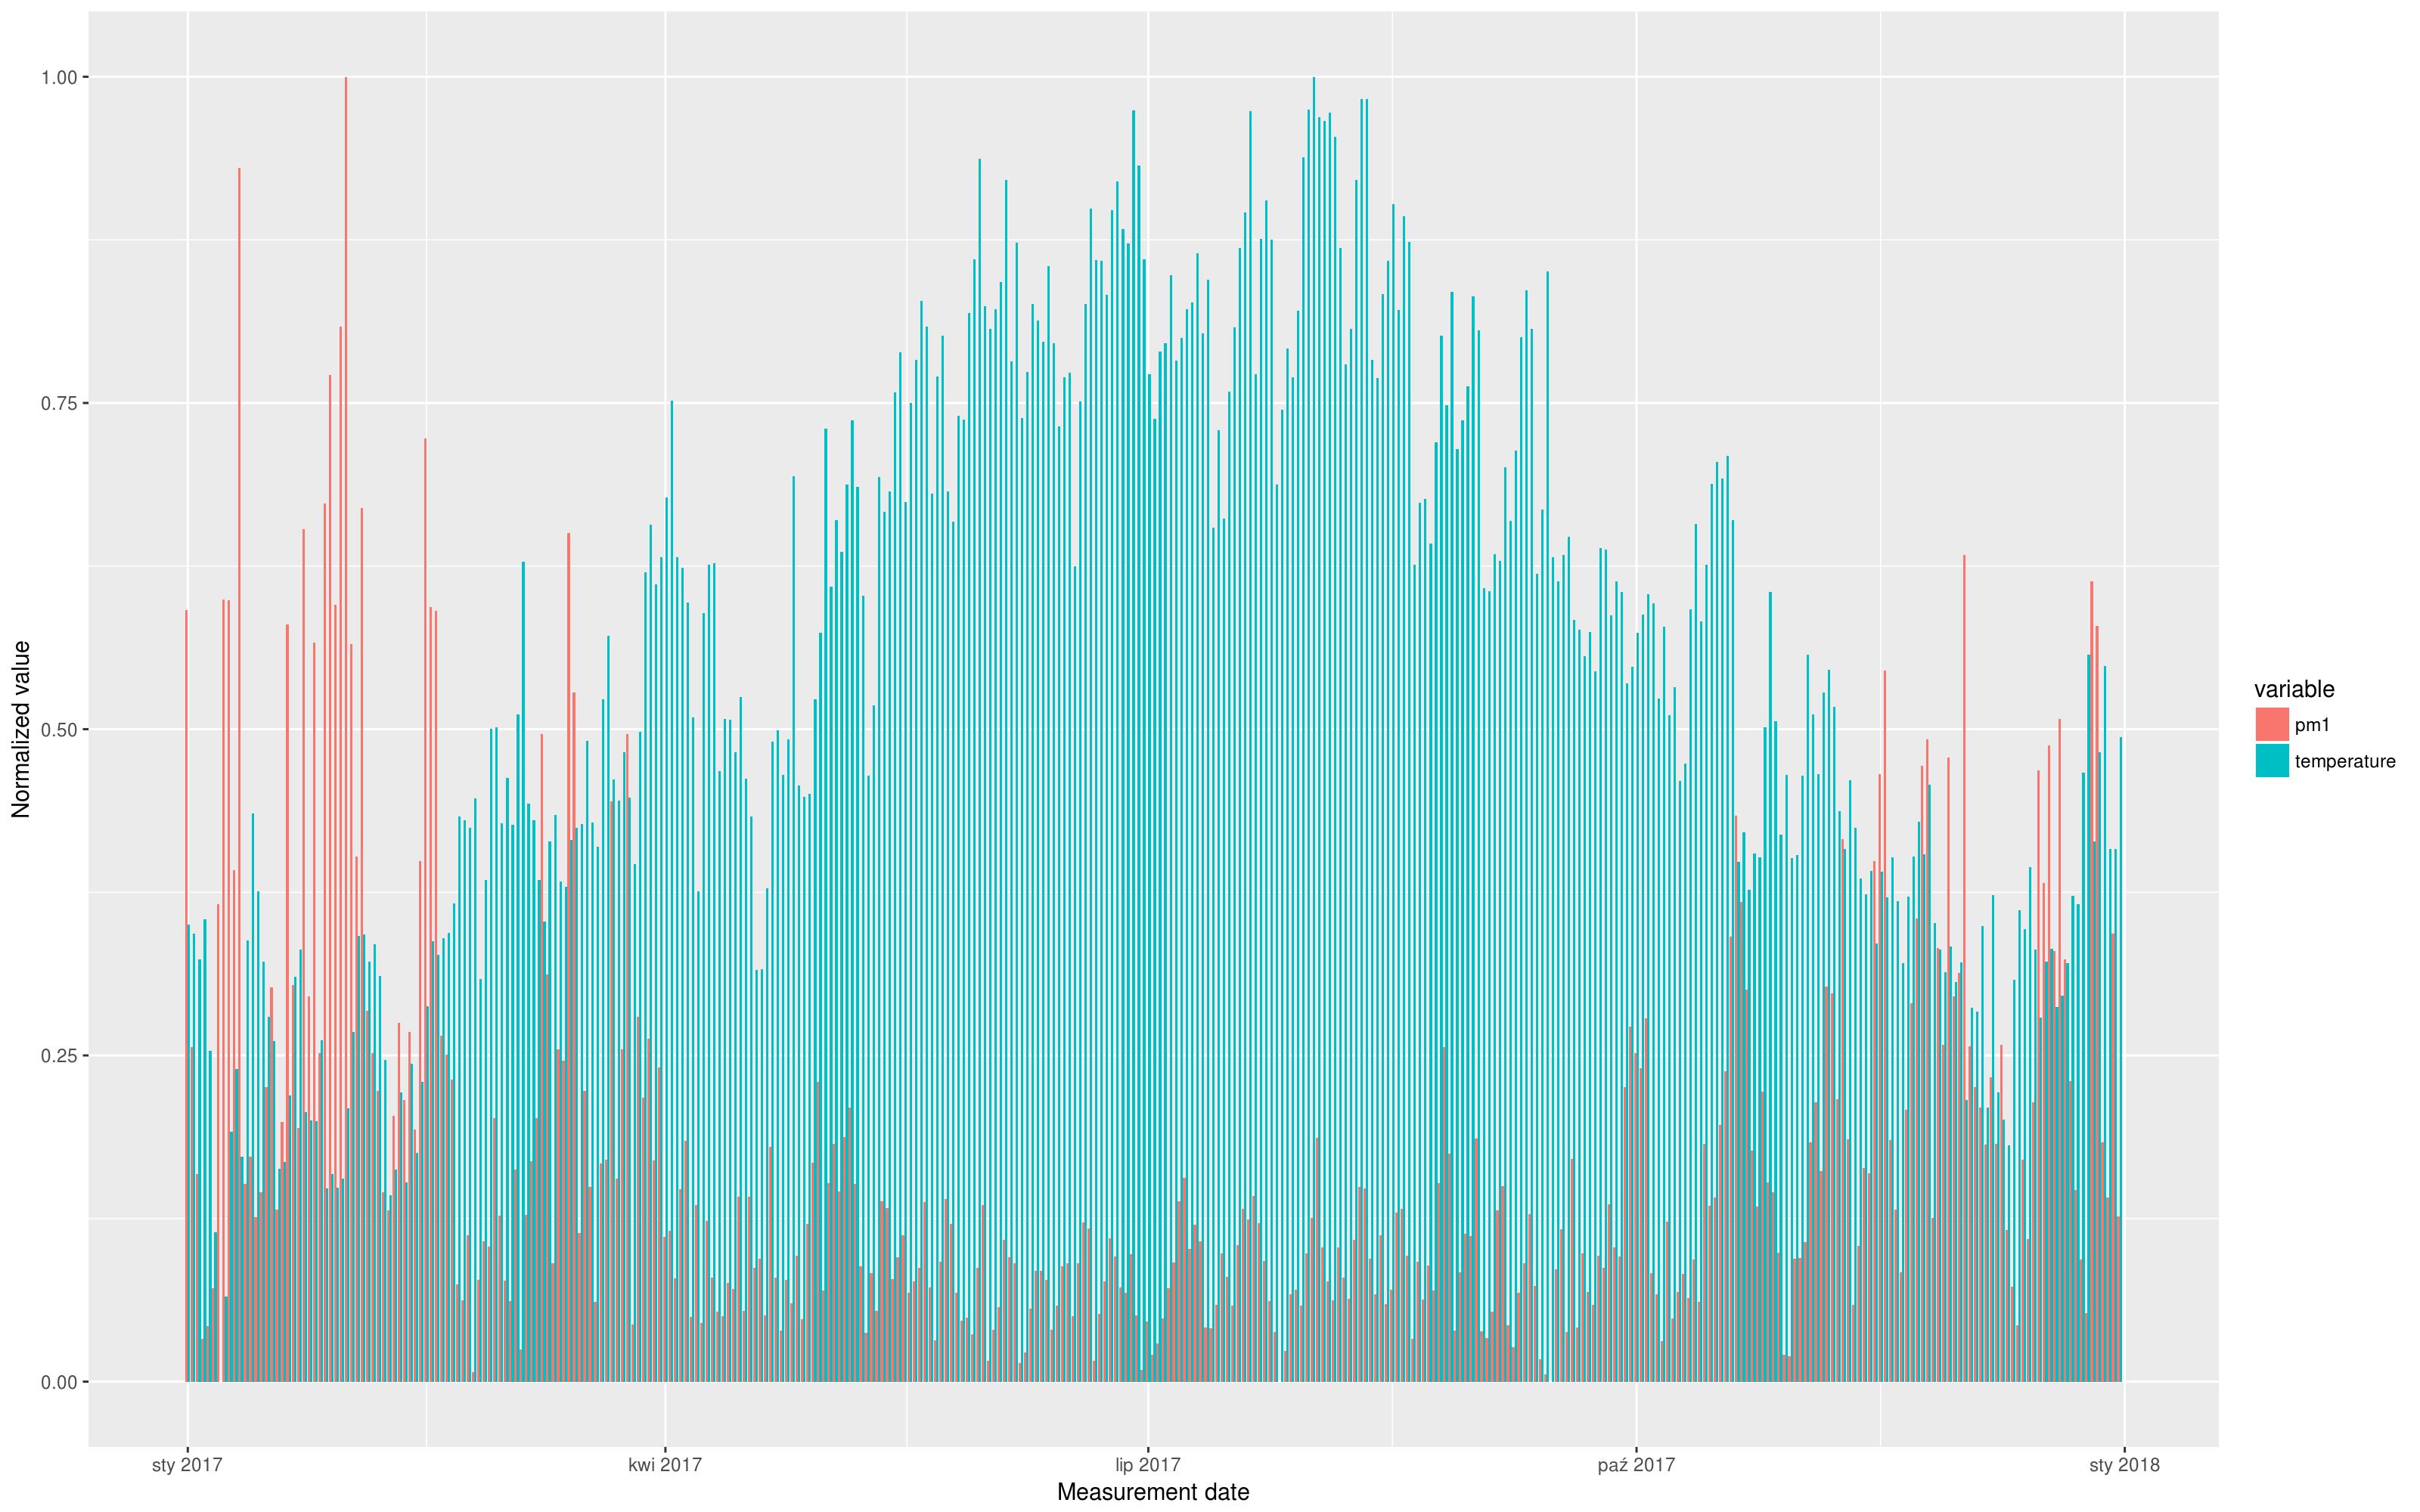 1.00
0.75
0.50
0.25
0.00
Normalized value
sty 2017
kwi 2017
lip 2017
paź 2017
sty 2018
Measurement date
variable
pm1
temperature